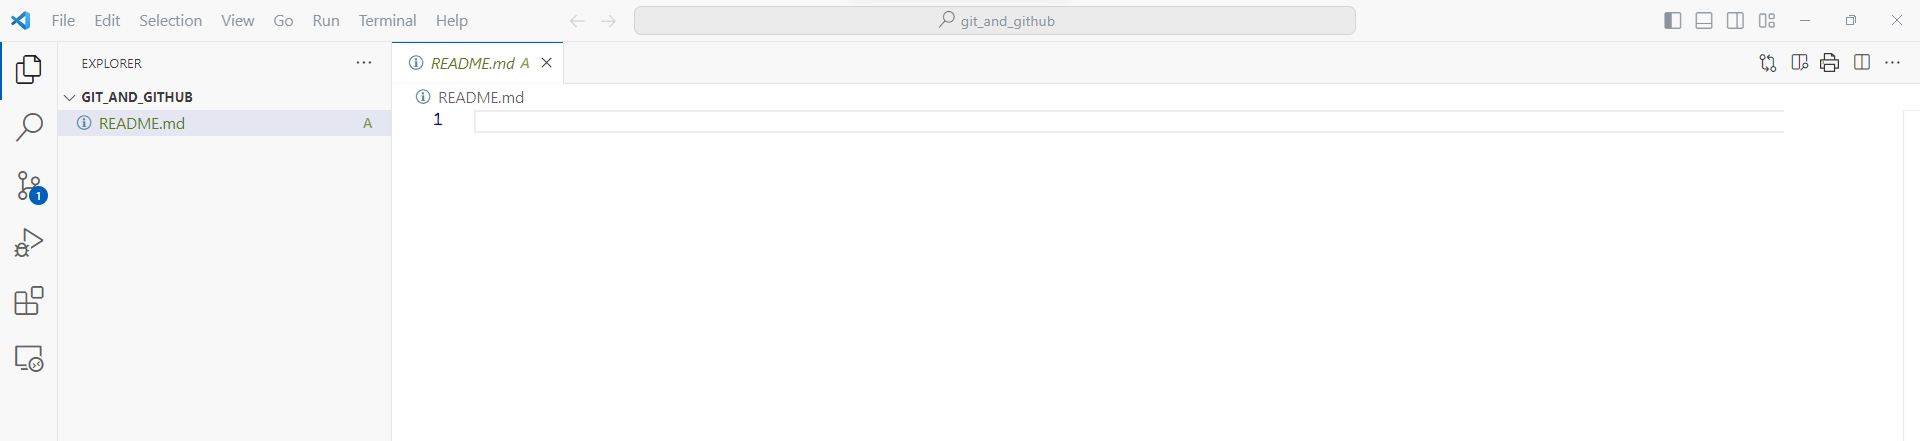 File Edit Selection View Go Run Terminal Help
git_and_github
EXPLORER
README.md A
GIT_AND_GITHUB
README.md
README.md A
1
1